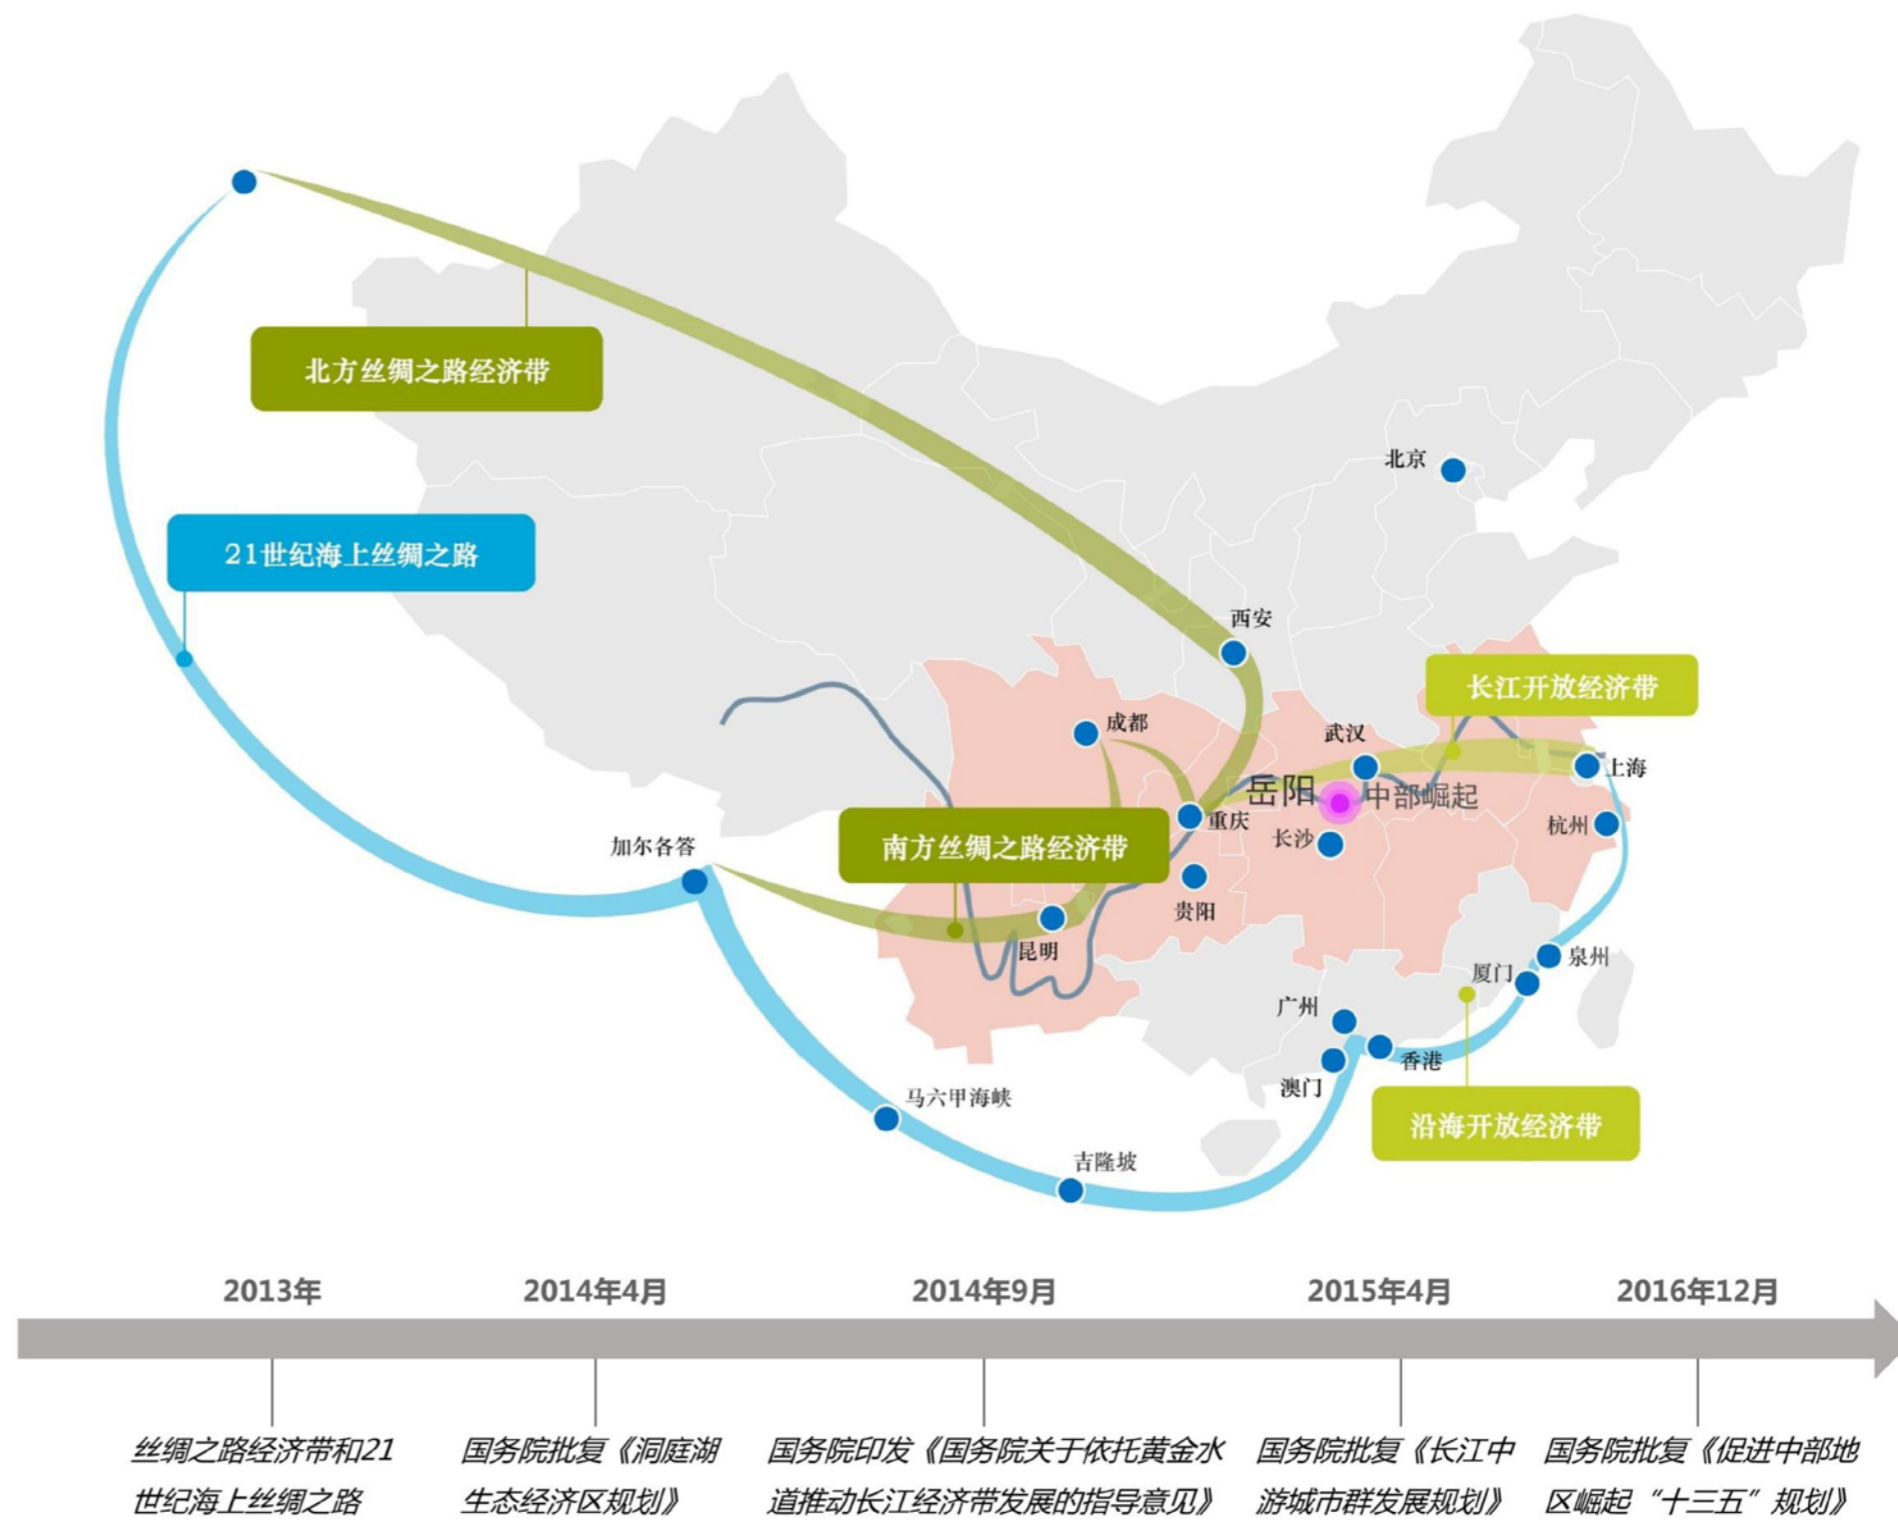 北方丝绸之路经济带
北京
21世纪海上丝绸之路
西安
长江开放经济带
成都
武汉
上海
岳阳
中部崛起
重庆
杭州
长沙
加尔各答
南方丝绸之路经济带
贵阳
昆明
泉州
厦门
广州
香港
澳门
马六甲海峡
沿海开放经济带
吉隆坡
2013年
2014年4月
2014年9月
2015年4月
2016年12月
丝绸之路经济带和21
世纪海上丝绸之路
国务院批复《洞庭湖
生态经济区规划》
国务院印发《国务院关于依托黄金水
道推动长江经济带发展的指导意见》
国务院批复《长江中
游城市群发展规划》
国务院批复《促进中部地
区崛起“十三五”规划》